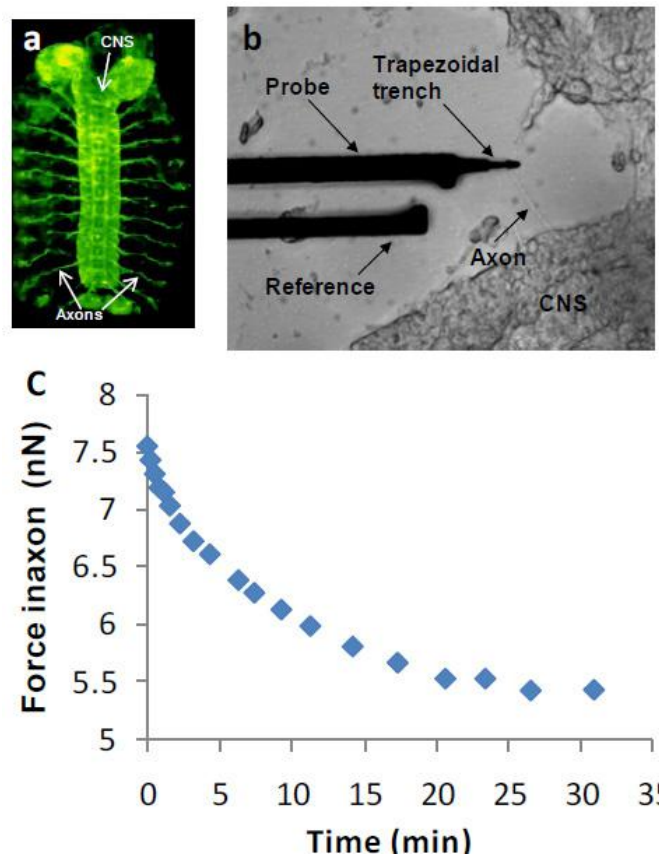 a
CNS
Axons
b
Probe
Trapezoidal
trench
Axon
Reference
CNS
C
8
7.5
7
6.5
6
5.5
5
Force inaxon (nN)
0 5 10 15 20 25 30 35
Time (min)